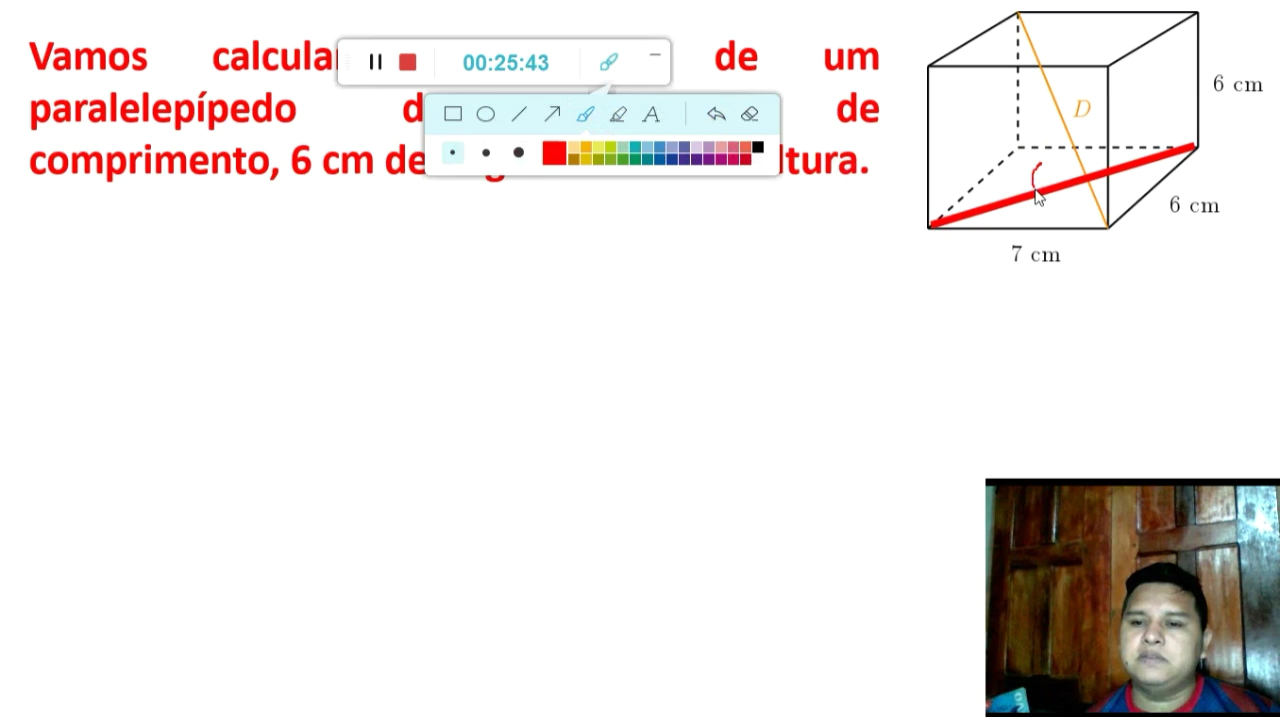 Vamos calcular de um
paralelepípedo d de
comprimento, 6 cm de ltura.
00:25:43
A
D
6 cm
6 cm
7 cm